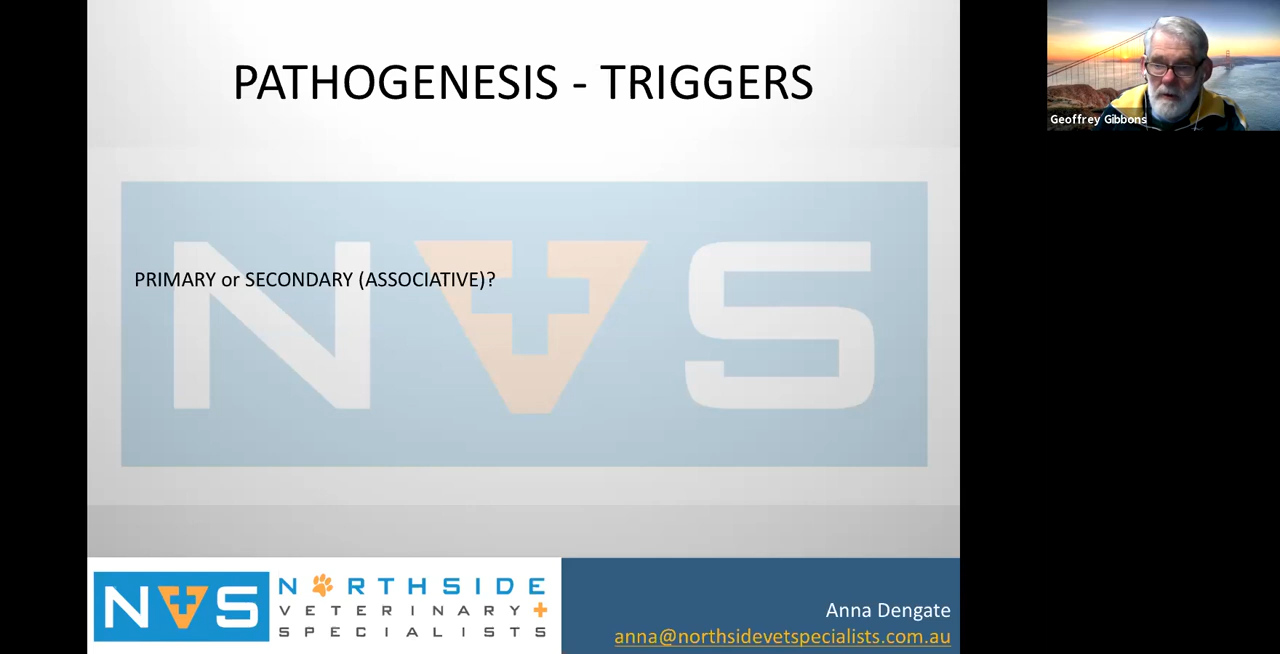 PATHOGENESIS - TRIGGERS
Geoffrey Gibbons
NVS
PRIMARY or SECONDARY (ASSOCIATIVE)?
NVS
NORTHSIDE
VETERINARY
SPECIALISTS
Anna Dengate
anna@northsidevetspecialists.com.au